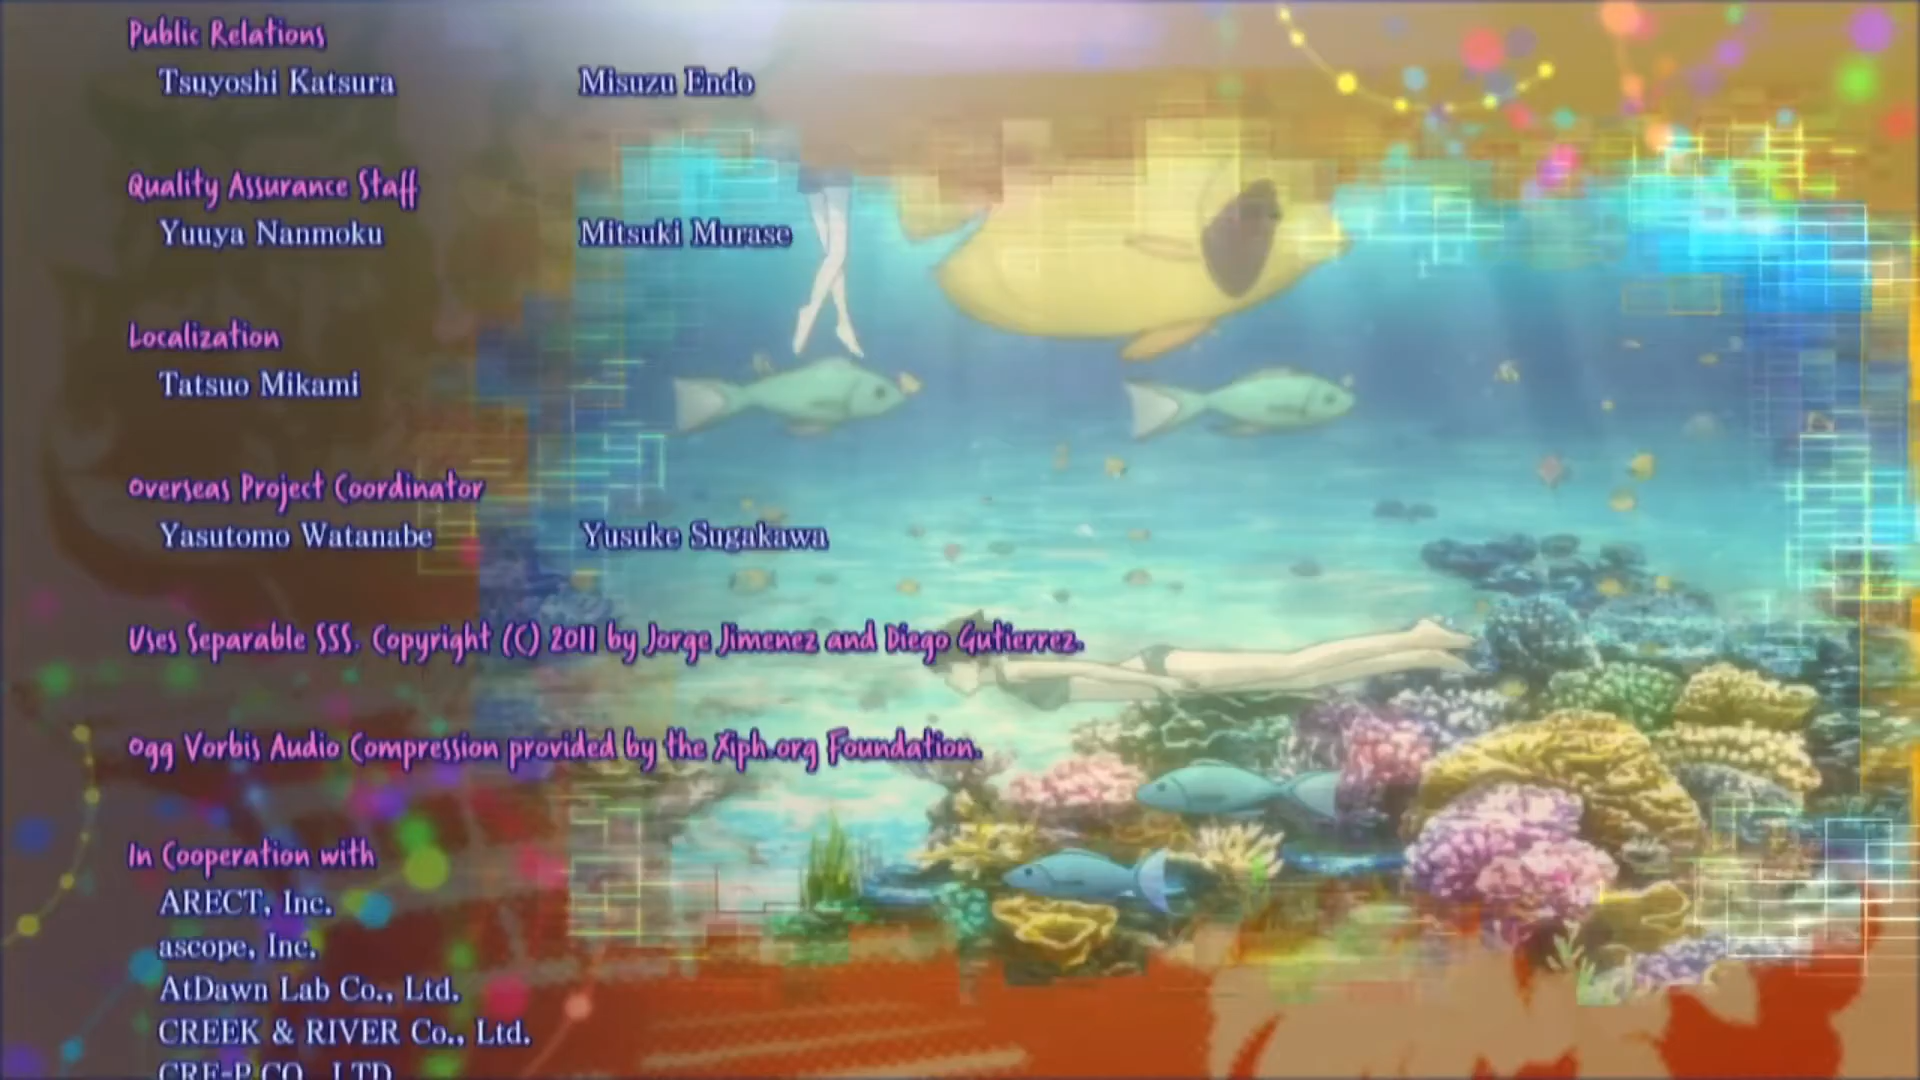 Public Relations
Tsuyoshi Katsura Misuzu Endo
Quality Assurance Staff
Yuuya Nanmoku Mitsuki Murase
Localization
Tatsuo Mikami
Overseas Project Coordinator
Yasutomo Watanabe Yusuke Sugakawa
Uses Separable SSS. Copyright (C) 2011 by Jorge Jimenez and Diego Gutierrez.
Ogg Vorbis Audio Compression provided by the Xiph.org Foundation.
In Cooperation with
ARECT, Inc.
ascope, Inc.
AtDawn Lab Co., Ltd.
CREEK & RIVER Co., Ltd.
CRE-P CO., LTD.